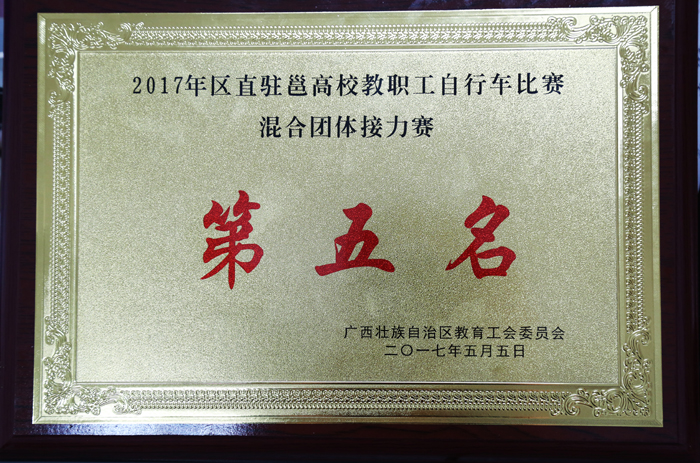 2017年区直驻邕高校教职工自行车比赛
混合团体接力赛
第五名
广西壮族自治区教育工会委员会
二〇一七年五月五日